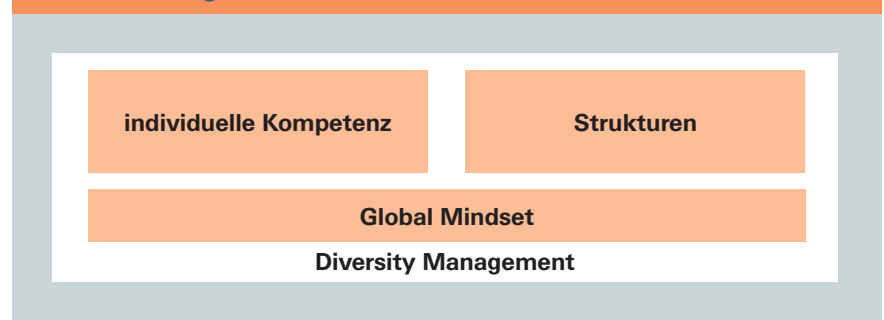 individuelle Kompetenz
Strukturen
Global Mindset
Diversity Management